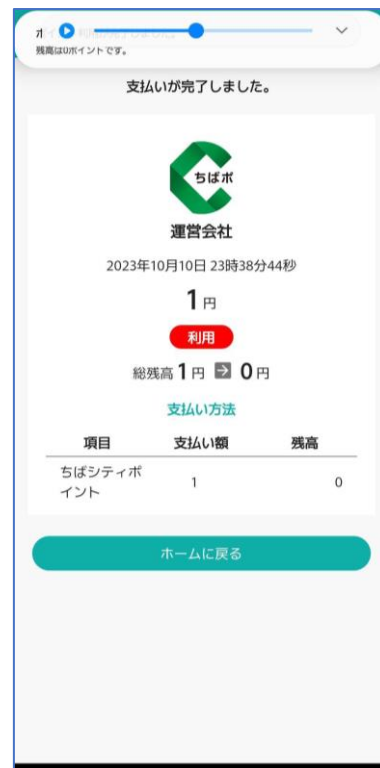 残高は0ポイントです。
支払いが完了しました。
ちばポ
運営会社
2023年10月10日 23時38分44秒
1 円
利用
総残高 1 円 → 0 円
支払い方法
項目 支払い額 残高
ちばシティポ
イント 1 0
ホームに戻る